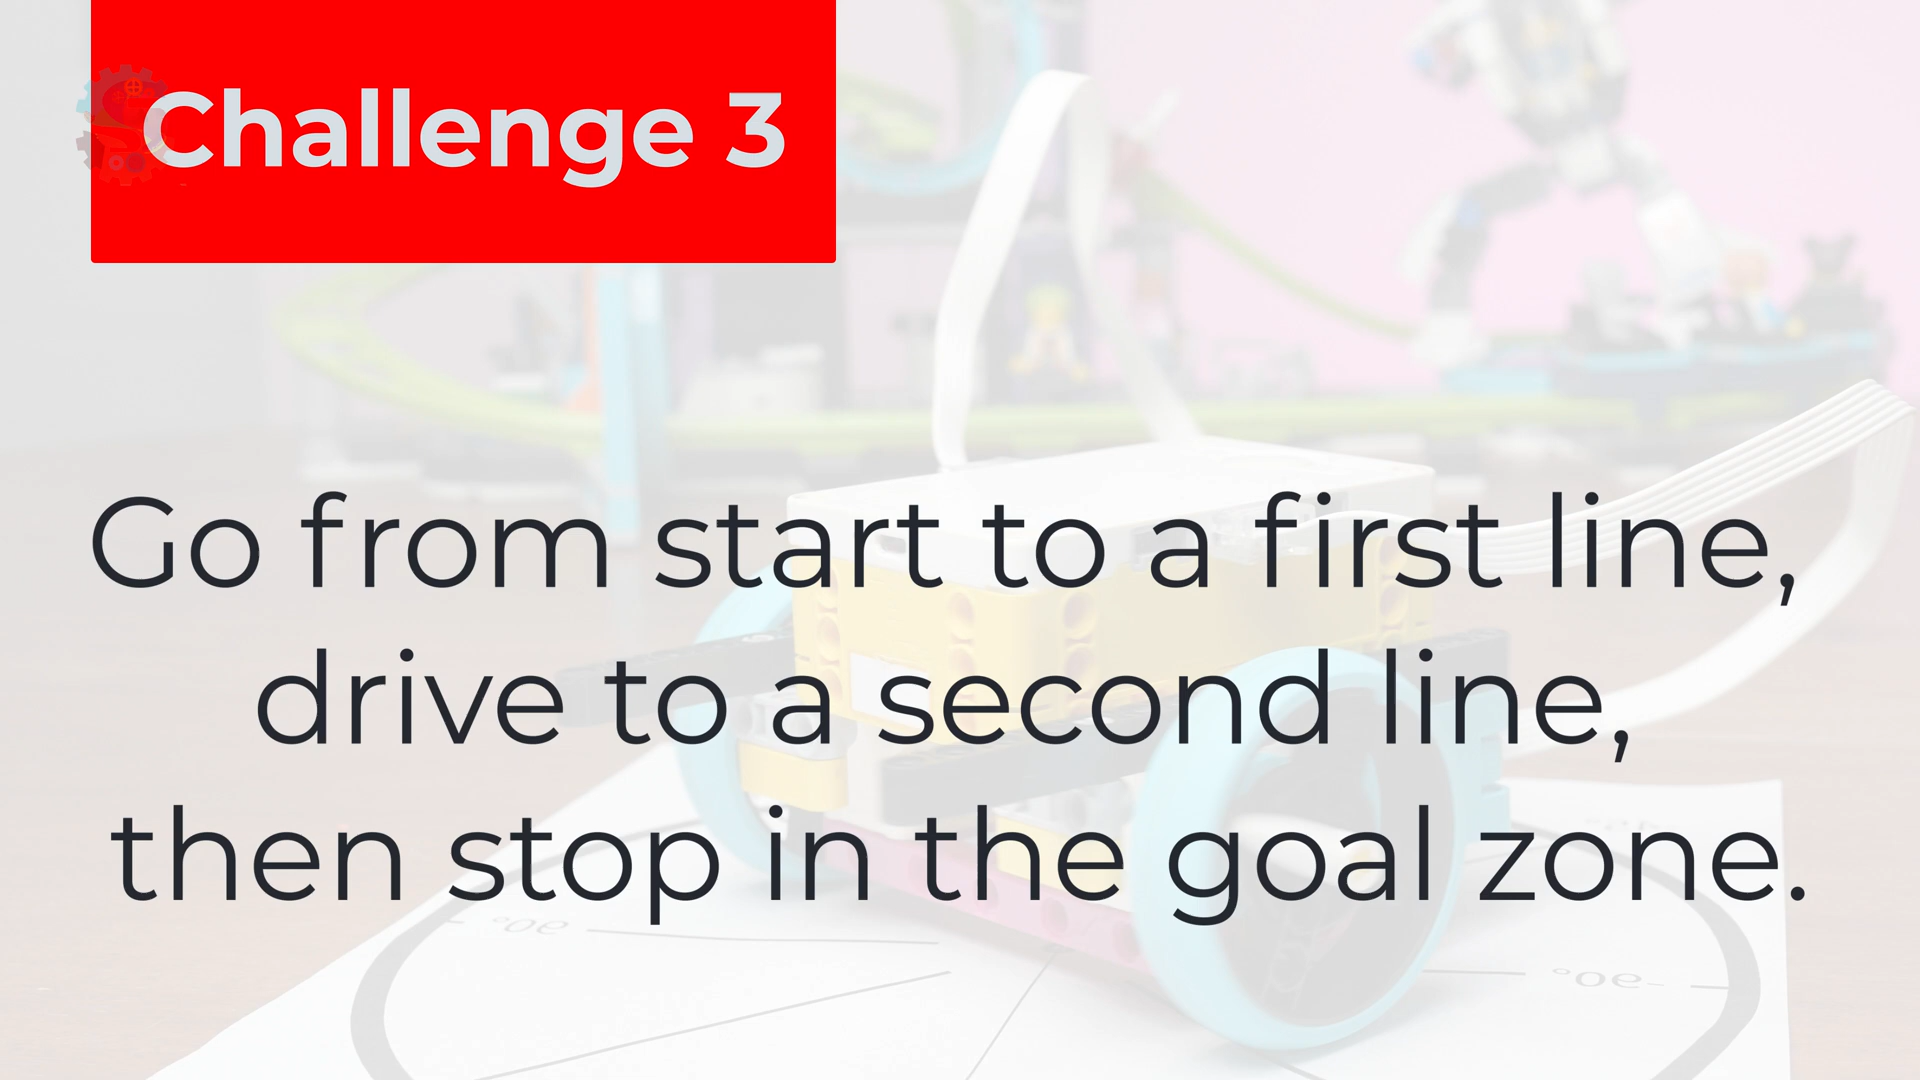 Challenge 3
Go from start to a first line,
drive to a second line,
then stop in the goal zone.